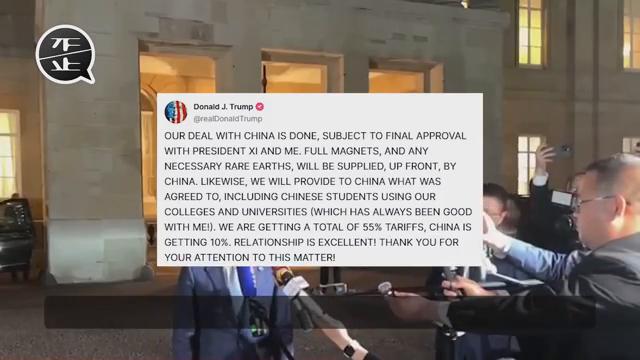 歪
止
Donald J. Trump
@realDonaldTrump
OUR DEAL WITH CHINA IS DONE, SUBJECT TO FINAL APPROVAL
WITH PRESIDENT XI AND ME. FULL MAGNETS, AND ANY
NECESSARY RARE EARTHS, WILL BE SUPPLIED, UP FRONT, BY
CHINA. LIKEWISE, WE WILL PROVIDE TO CHINA WHAT WAS
AGREED TO, INCLUDING CHINESE STUDENTS USING OUR
COLLEGES AND UNIVERSITIES (WHICH HAS ALWAYS BEEN GOOD
WITH ME!). WE ARE GETTING A TOTAL OF 55% TARIFFS, CHINA IS
GETTING 10%. RELATIONSHIP IS EXCELLENT! THANK YOU FOR
YOUR ATTENTION TO THIS MATTER!